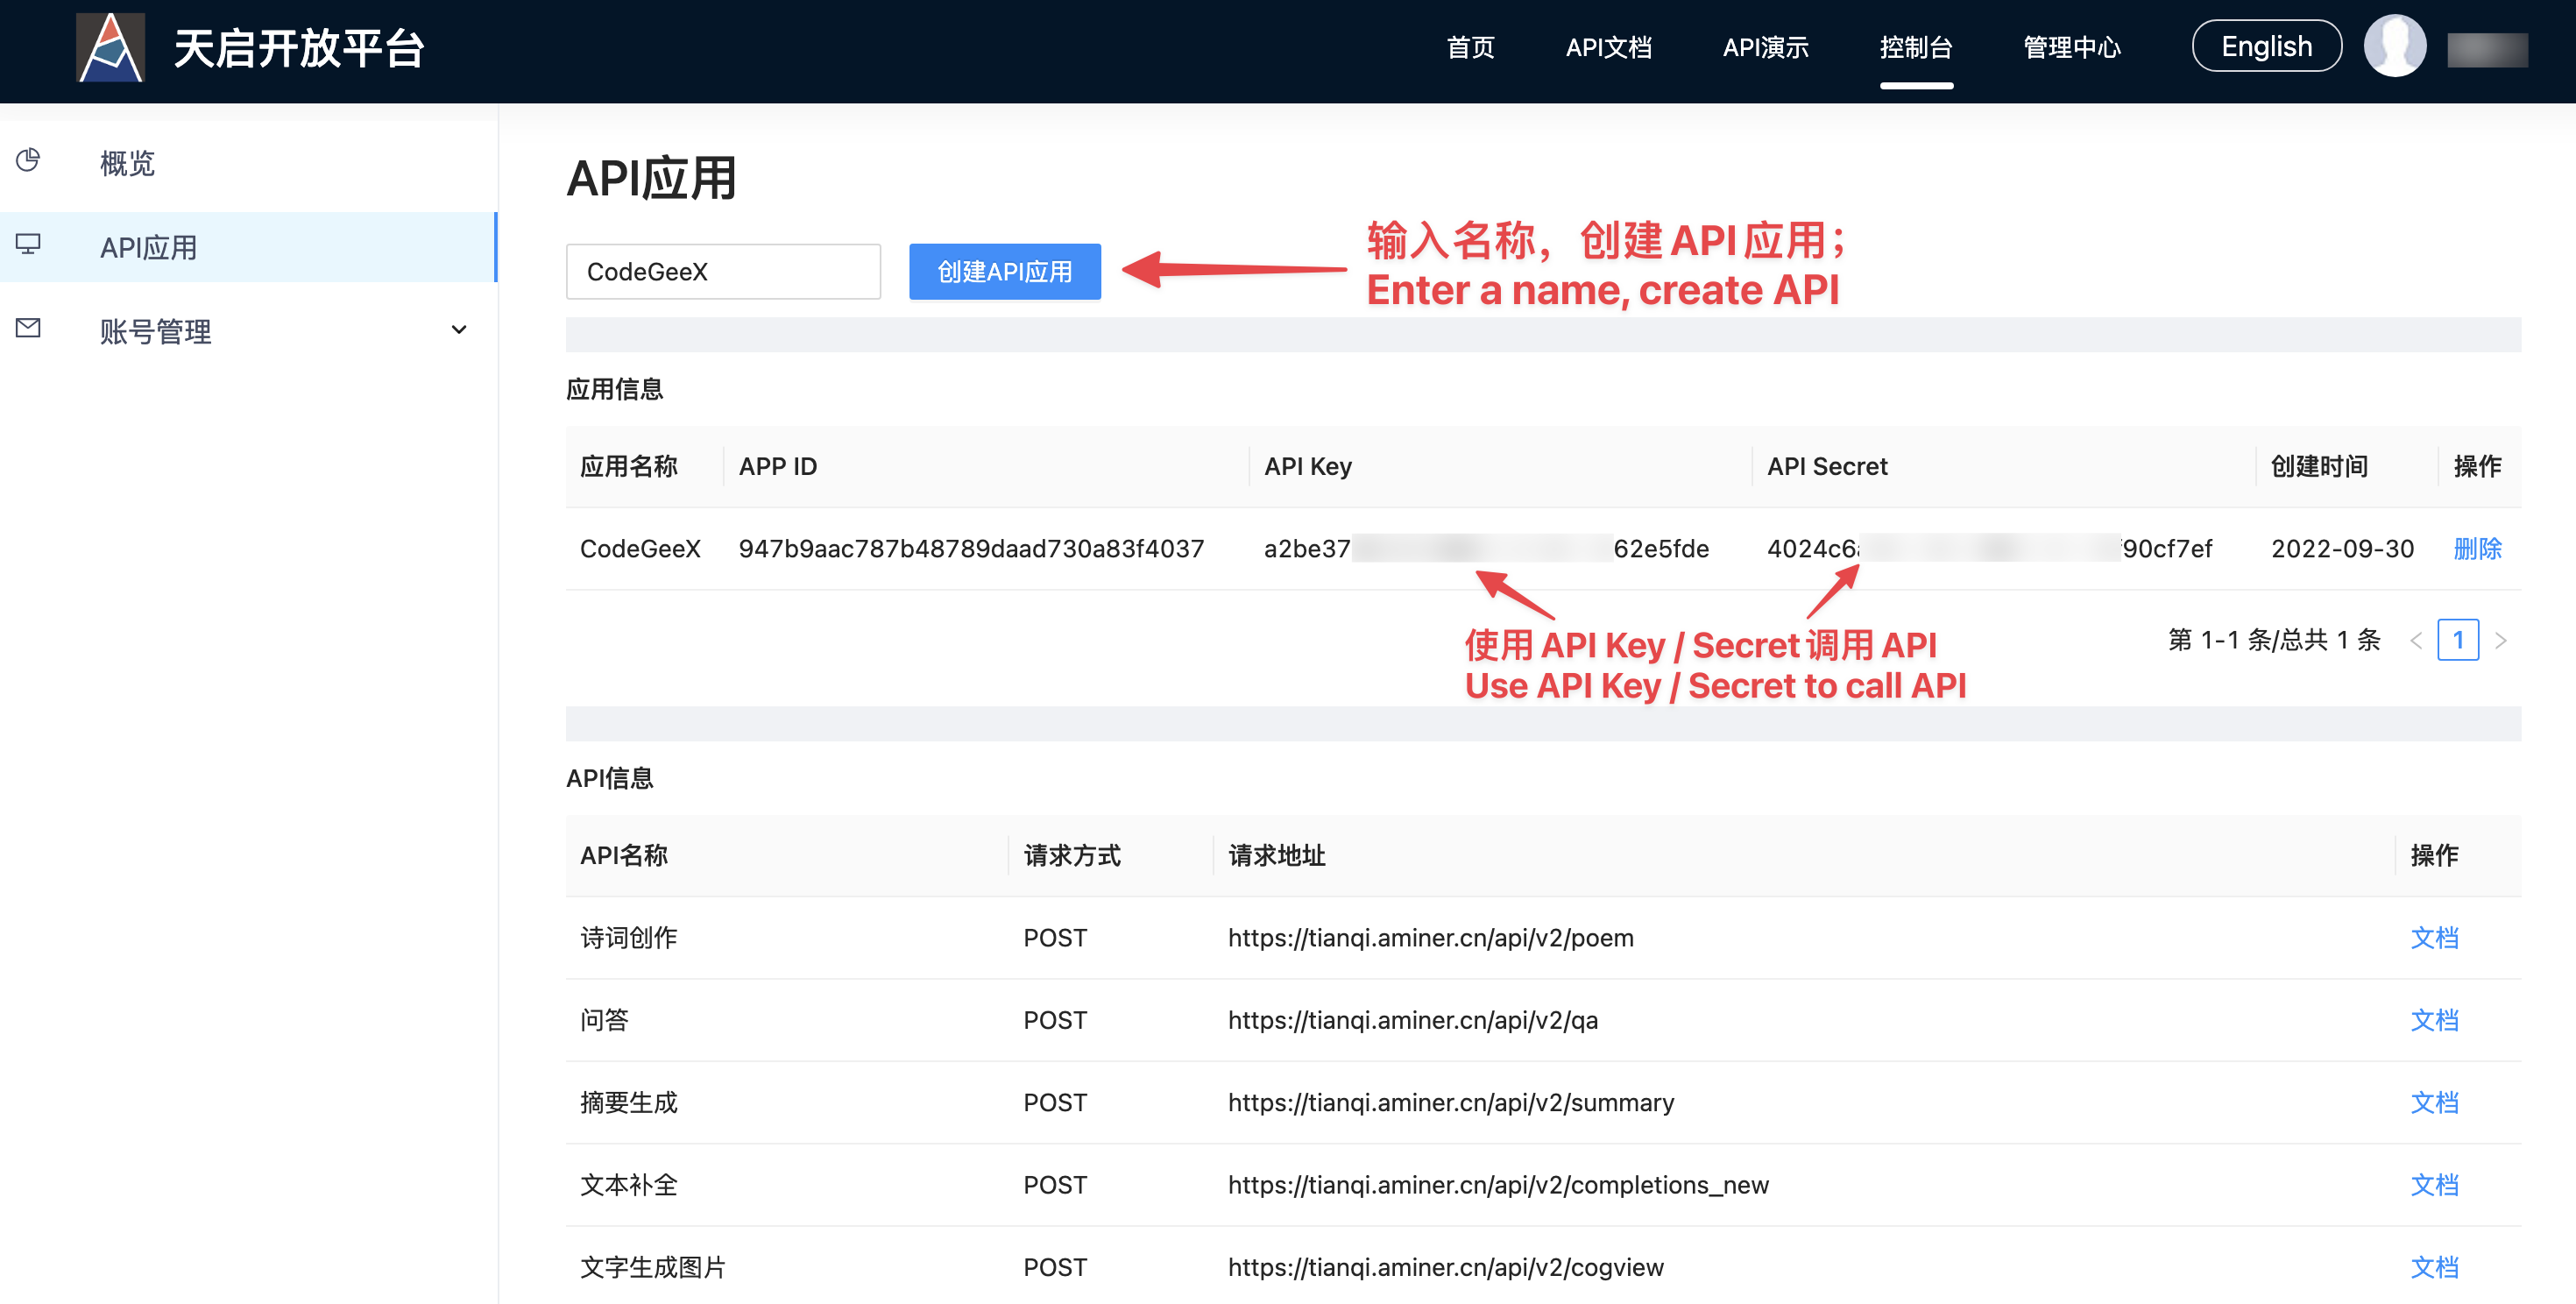 天启开放平台
首页 API文档 API演示 控制台 管理中心 English
概览
API应用
账号管理
API应用
CodeGeeX 创建API应用
输入名称，创建 API 应用；
Enter a name, create API
应用信息
应用名称 APP ID API Key API Secret 创建时间 操作
CodeGeeX 947b9aac787b48789daad730a83f4037 a2be37 62e5fde 4024c6 90cf7ef 2022-09-30 删除
使用 API Key / Secret 调用 API
Use API Key / Secret to call API
第 1-1 条/总共 1 条 < 1 >
API信息
API名称 请求方式 请求地址 操作
诗词创作 POST https://tianqi.aminer.cn/api/v2/poem 文档
问答 POST https://tianqi.aminer.cn/api/v2/qa 文档
摘要生成 POST https://tianqi.aminer.cn/api/v2/summary 文档
文本补全 POST https://tianqi.aminer.cn/api/v2/completions_new 文档
文字生成图片 POST https://tianqi.aminer.cn/api/v2/cogview 文档